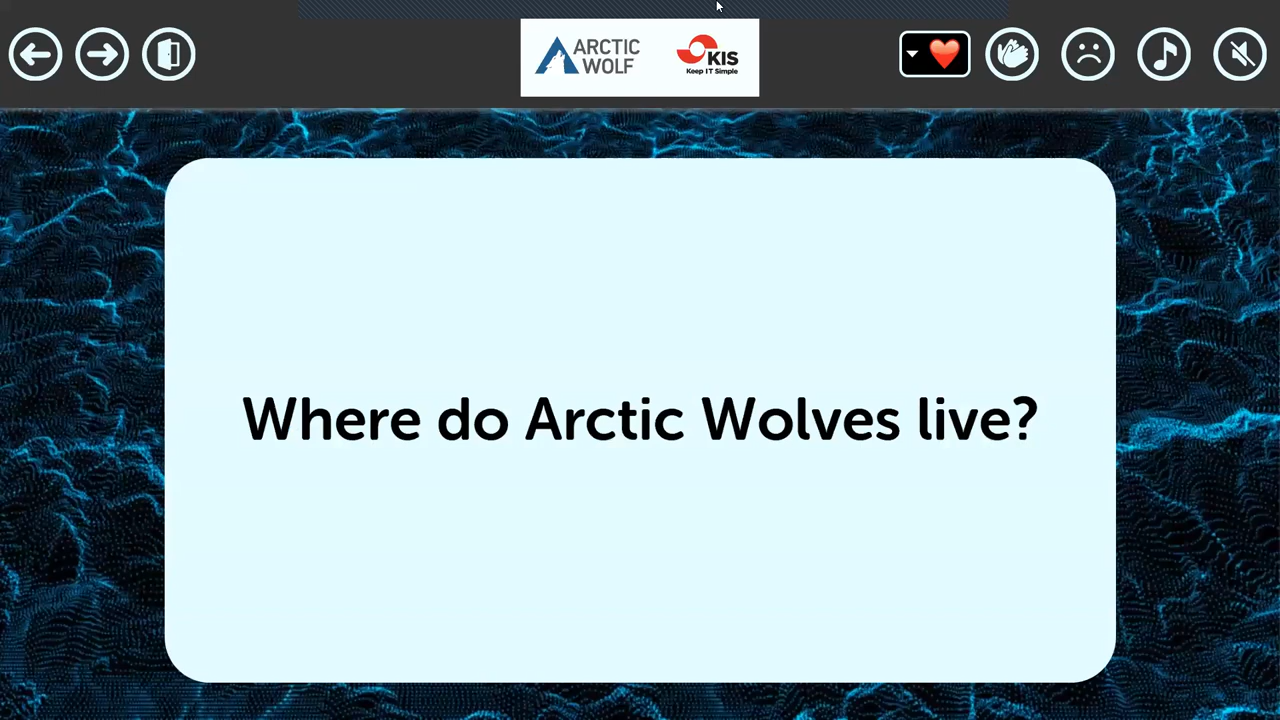 ARCTIC
WOLF
KIS
Keep IT Simple
Where do Arctic Wolves live?